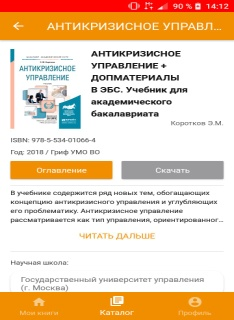 90 % 14:12
АНТИКРИЗИСНОЕ УПРАВЛ...
АНТИКРИЗИСНОЕ
УПРАВЛЕНИЕ
АНТИКРИЗИСНОЕ
УПРАВЛЕНИЕ +
ДОПМАТЕРИАЛЫ
В ЭБС. Учебник для
академического
бакалавриата
Коротков Э.М.
ISBN: 978-5-534-01066-4
Год: 2018 / Гриф УМО ВО
Оглавление
Скачать
В учебнике содержится ряд новых тем, обогащающих
концепцию антикризисного управления и углубляющих
его проблематику. Антикризисное управление
рассматривается как тип управления, ориентированног...
ЧИТАТЬ ДАЛЬШЕ
Научная школа:
Государственный университет управления
(г. Москва)
Мои книги
Каталог
Профиль